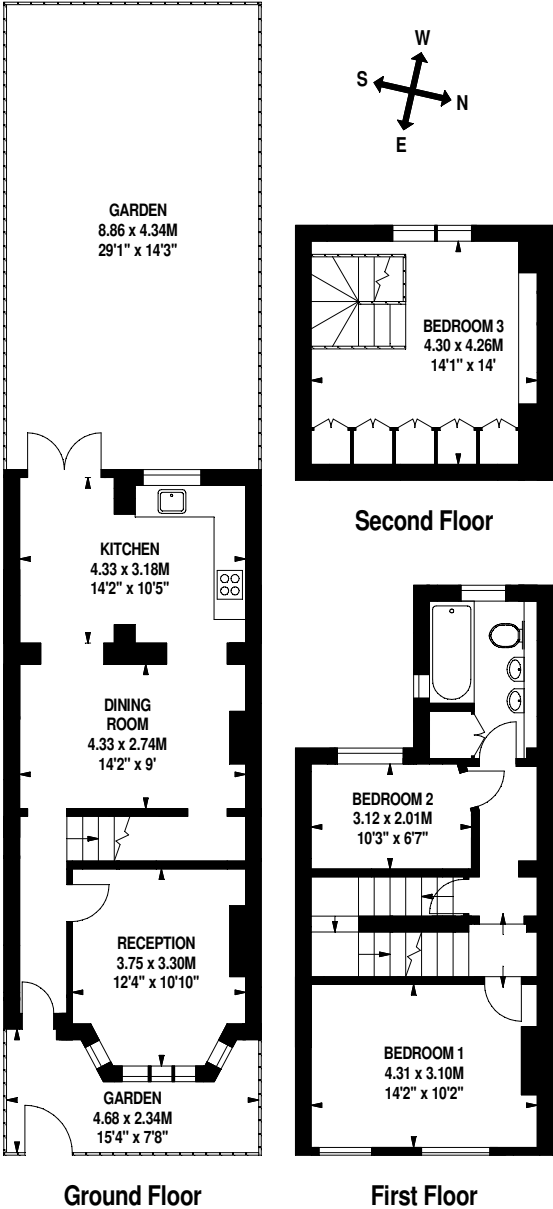 W
S
N
E
GARDEN
8.86 x 4.34M
29'1" x 14'3"
BEDROOM 3
4.30 x 4.26M
14'1" x 14'
Second Floor
KITCHEN
4.33 x 3.18M
14'2" x 10'5"
DINING
ROOM
4.33 x 2.74M
14'2" x 9'
BEDROOM 2
3.12 x 2.01M
10'3" x 6'7"
RECEPTION
3.75 x 3.30M
12'4" x 10'10"
BEDROOM 1
4.31 x 3.10M
14'2" x 10'2"
GARDEN
4.68 x 2.34M
15'4" x 7'8"
Ground Floor
First Floor